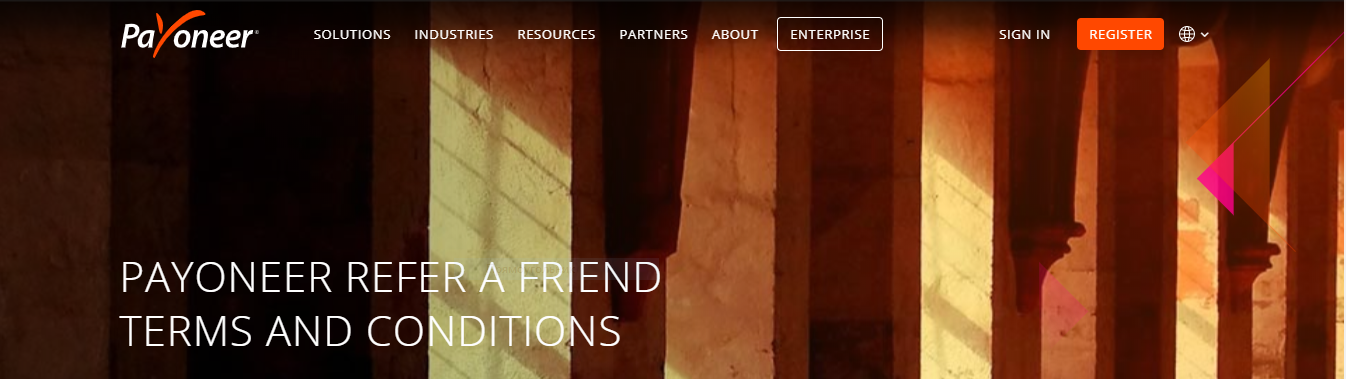 Payoneer
SOLUTIONS INDUSTRIES RESOURCES PARTNERS ABOUT ENTERPRISE SIGN IN REGISTER
PAYONEER REFER A FRIEND
TERMS AND CONDITIONS